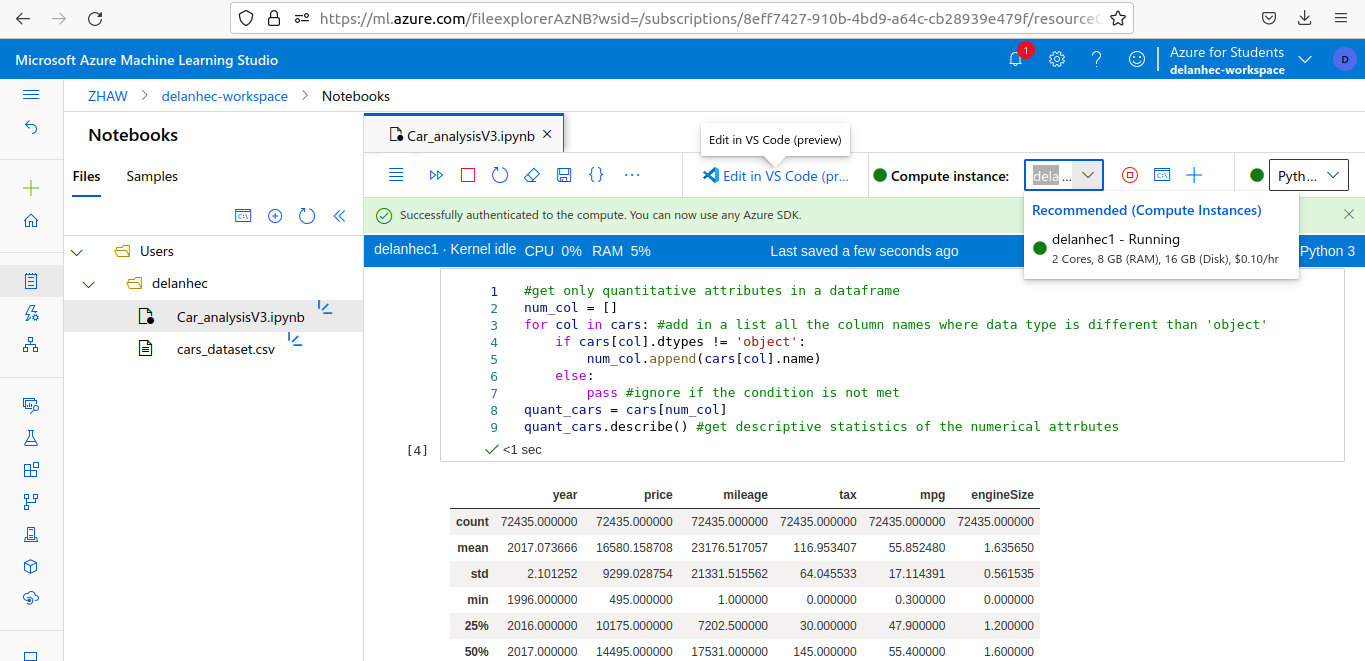 https://ml.azure.com/fileexplorerAzNB?wsid=/subscriptions/8eff7427-910b-4bd9-a64c-cb28939e479f/resource
Microsoft Azure Machine Learning Studio
1
Azure for Students
delanhec-workspace
D
ZHAW > delanhec-workspace > Notebooks
Notebooks
Files Samples
Users
delanhec
Car_analysisV3.ipynb
cars_dataset.csv
Car_analysisV3.ipynb
Edit in VS Code (preview)
Edit in VS Code (pr...
Compute instance:
dela ...
Pyth...
Successfully authenticated to the compute. You can now use any Azure SDK.
Recommended (Compute Instances)
delanhec1 - Running
2 Cores, 8 GB (RAM), 16 GB (Disk), $0.10/hr
delanhec1 · Kernel idle CPU 0% RAM 5% Last saved a few seconds ago Python 3
1 #get only quantitative attributes in a dataframe
2 num_col = []
3 for col in cars: #add in a list all the column names where data type is different than 'object'
4 if cars[col].dtypes != 'object':
5 num_col.append(cars[col].name)
6 else:
7 pass #ignore if the condition is not met
8 quant_cars = cars[num_col]
9 quant_cars.describe() #get descriptive statistics of the numerical attrbutes
[4] <1 sec
year price mileage tax mpg engineSize
count 72435.000000 72435.000000 72435.000000 72435.000000 72435.000000 72435.000000
mean 2017.073666 16580.158708 23176.517057 116.953407 55.852480 1.635650
std 2.101252 9299.028754 21331.515562 64.045533 17.114391 0.561535
min 1996.000000 495.000000 1.000000 0.000000 0.300000 0.000000
25% 2016.000000 10175.000000 7202.500000 30.000000 47.900000 1.200000
50% 2017.000000 14495.000000 17531.000000 145.000000 55.400000 1.600000